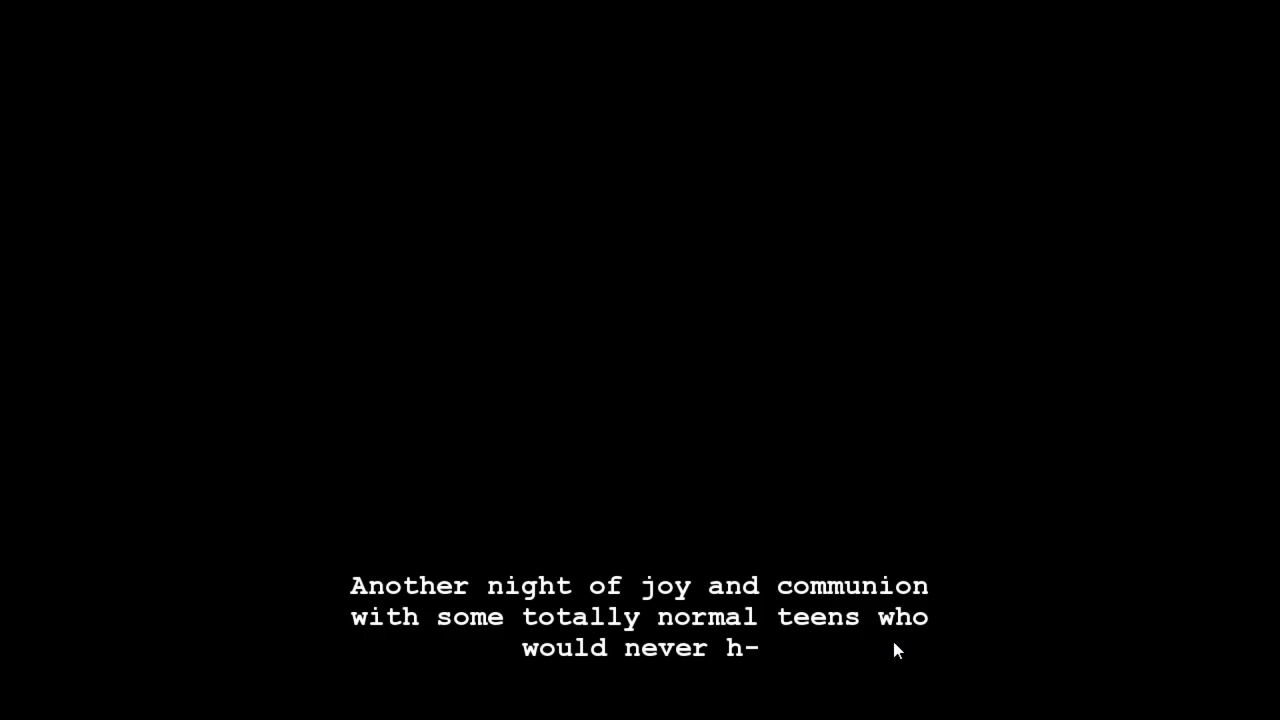 Another night of joy and communion
with some totally normal teens who
would never h-